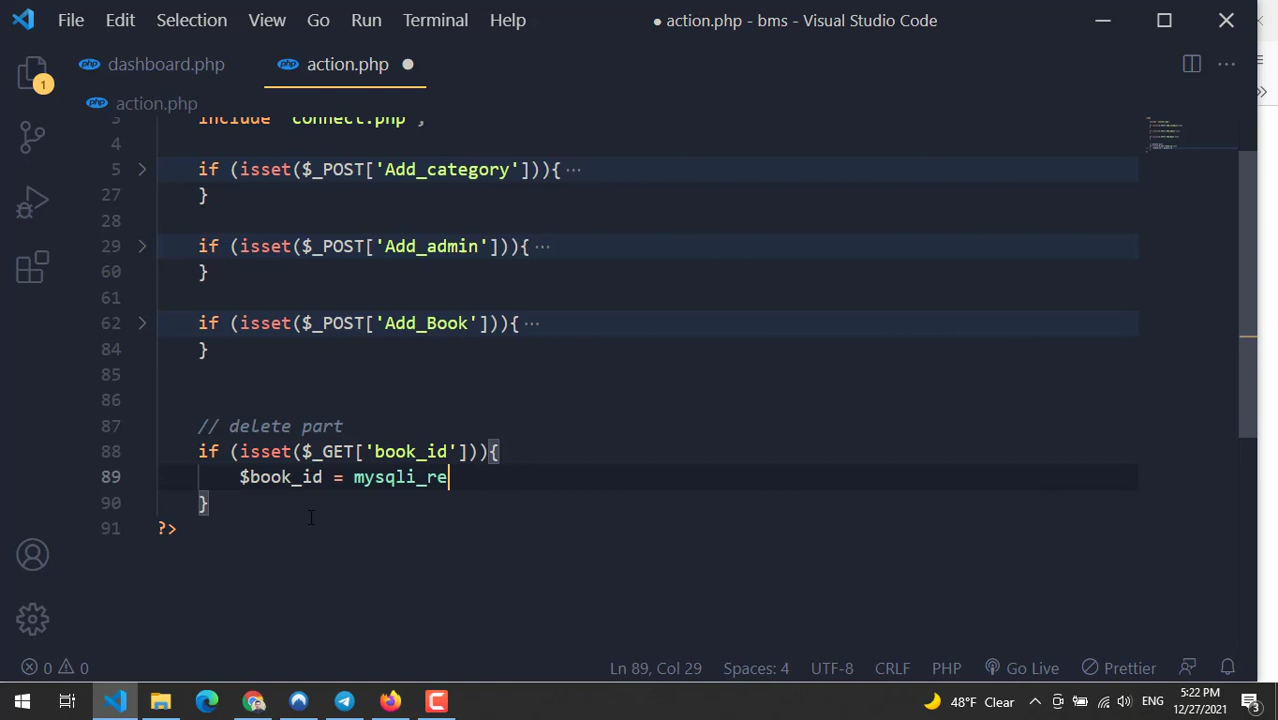 File Edit Selection View Go Run Terminal Help
● action.php - bms - Visual Studio Code
dashboard.php action.php ●
1
action.php
3 include 'connect.php';
4
5 if (isset($_POST['Add_category'])){ ···
27 }
28
29 if (isset($_POST['Add_admin'])){ ···
60 }
61
62 if (isset($_POST['Add_Book'])){ ···
84 }
85
86
87 // delete part
88 if (isset($_GET['book_id'])){
89 $book_id = mysqli_re
90 }
91 ?>
0 0 Ln 89, Col 29 Spaces: 4 UTF-8 CRLF PHP Go Live Prettier
48°F Clear ENG 5:22 PM 12/27/2021 3